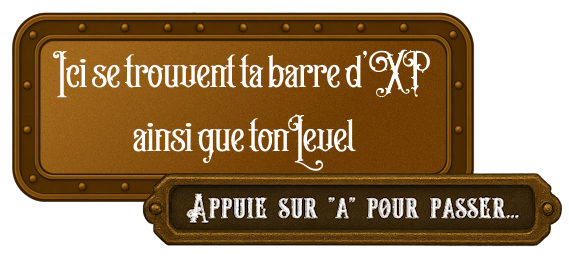 Ici se trouvent ta barre d'XP
ainsi que ton Level
Appuie sur "a" pour passer...